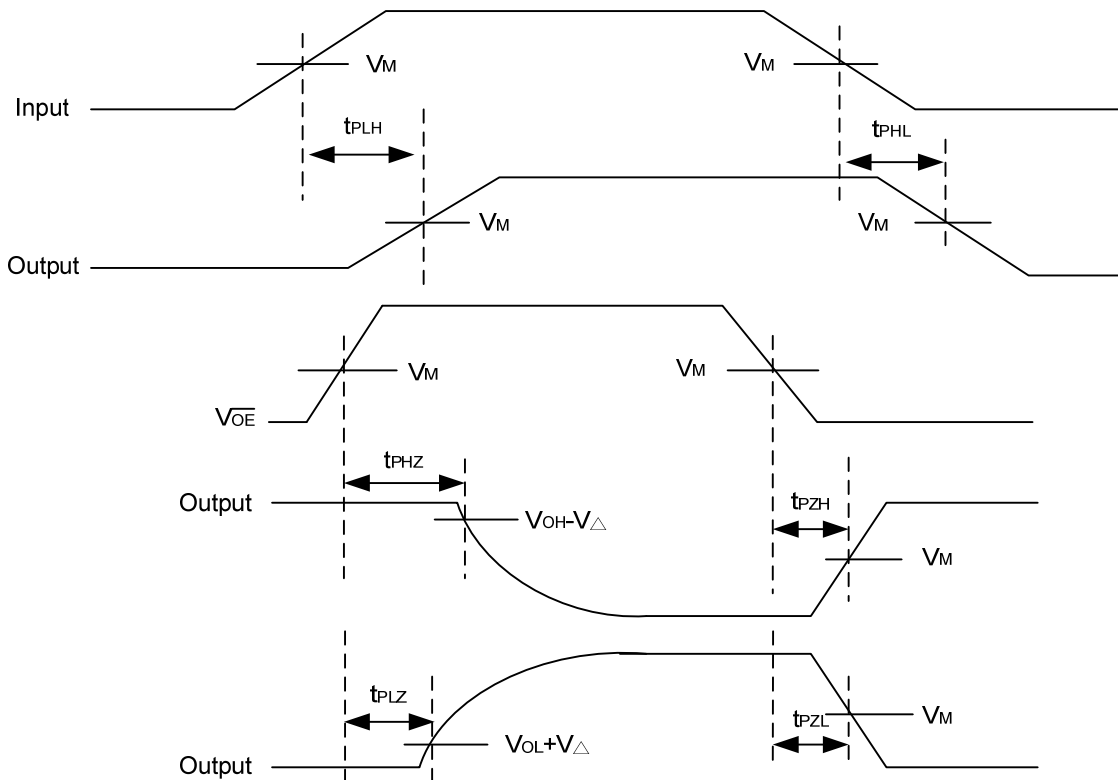 VM VM
Input
tPLH tPHL
VM VM
Output
VM VM
VOE
tPHZ
Output tPZH
VOH-V△
VM
tPLZ
VM
tPZL
VOL+V△
Output